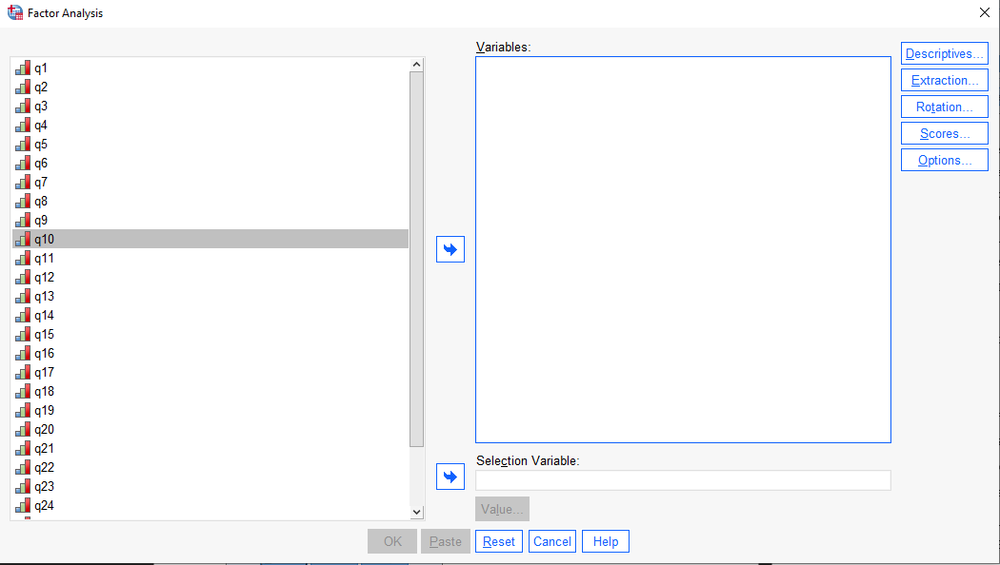 Factor Analysis
Variables:
q1
q2
q3
q4
q5
q6
q7
q8
q9
q10
q11
q12
q13
q14
q15
q16
q17
q18
q19
q20
q21
q22
q23
q24
Descriptives...
Extraction...
Rotation...
Scores...
Options...
Selection Variable:
Value...
OK
Paste
Reset
Cancel
Help